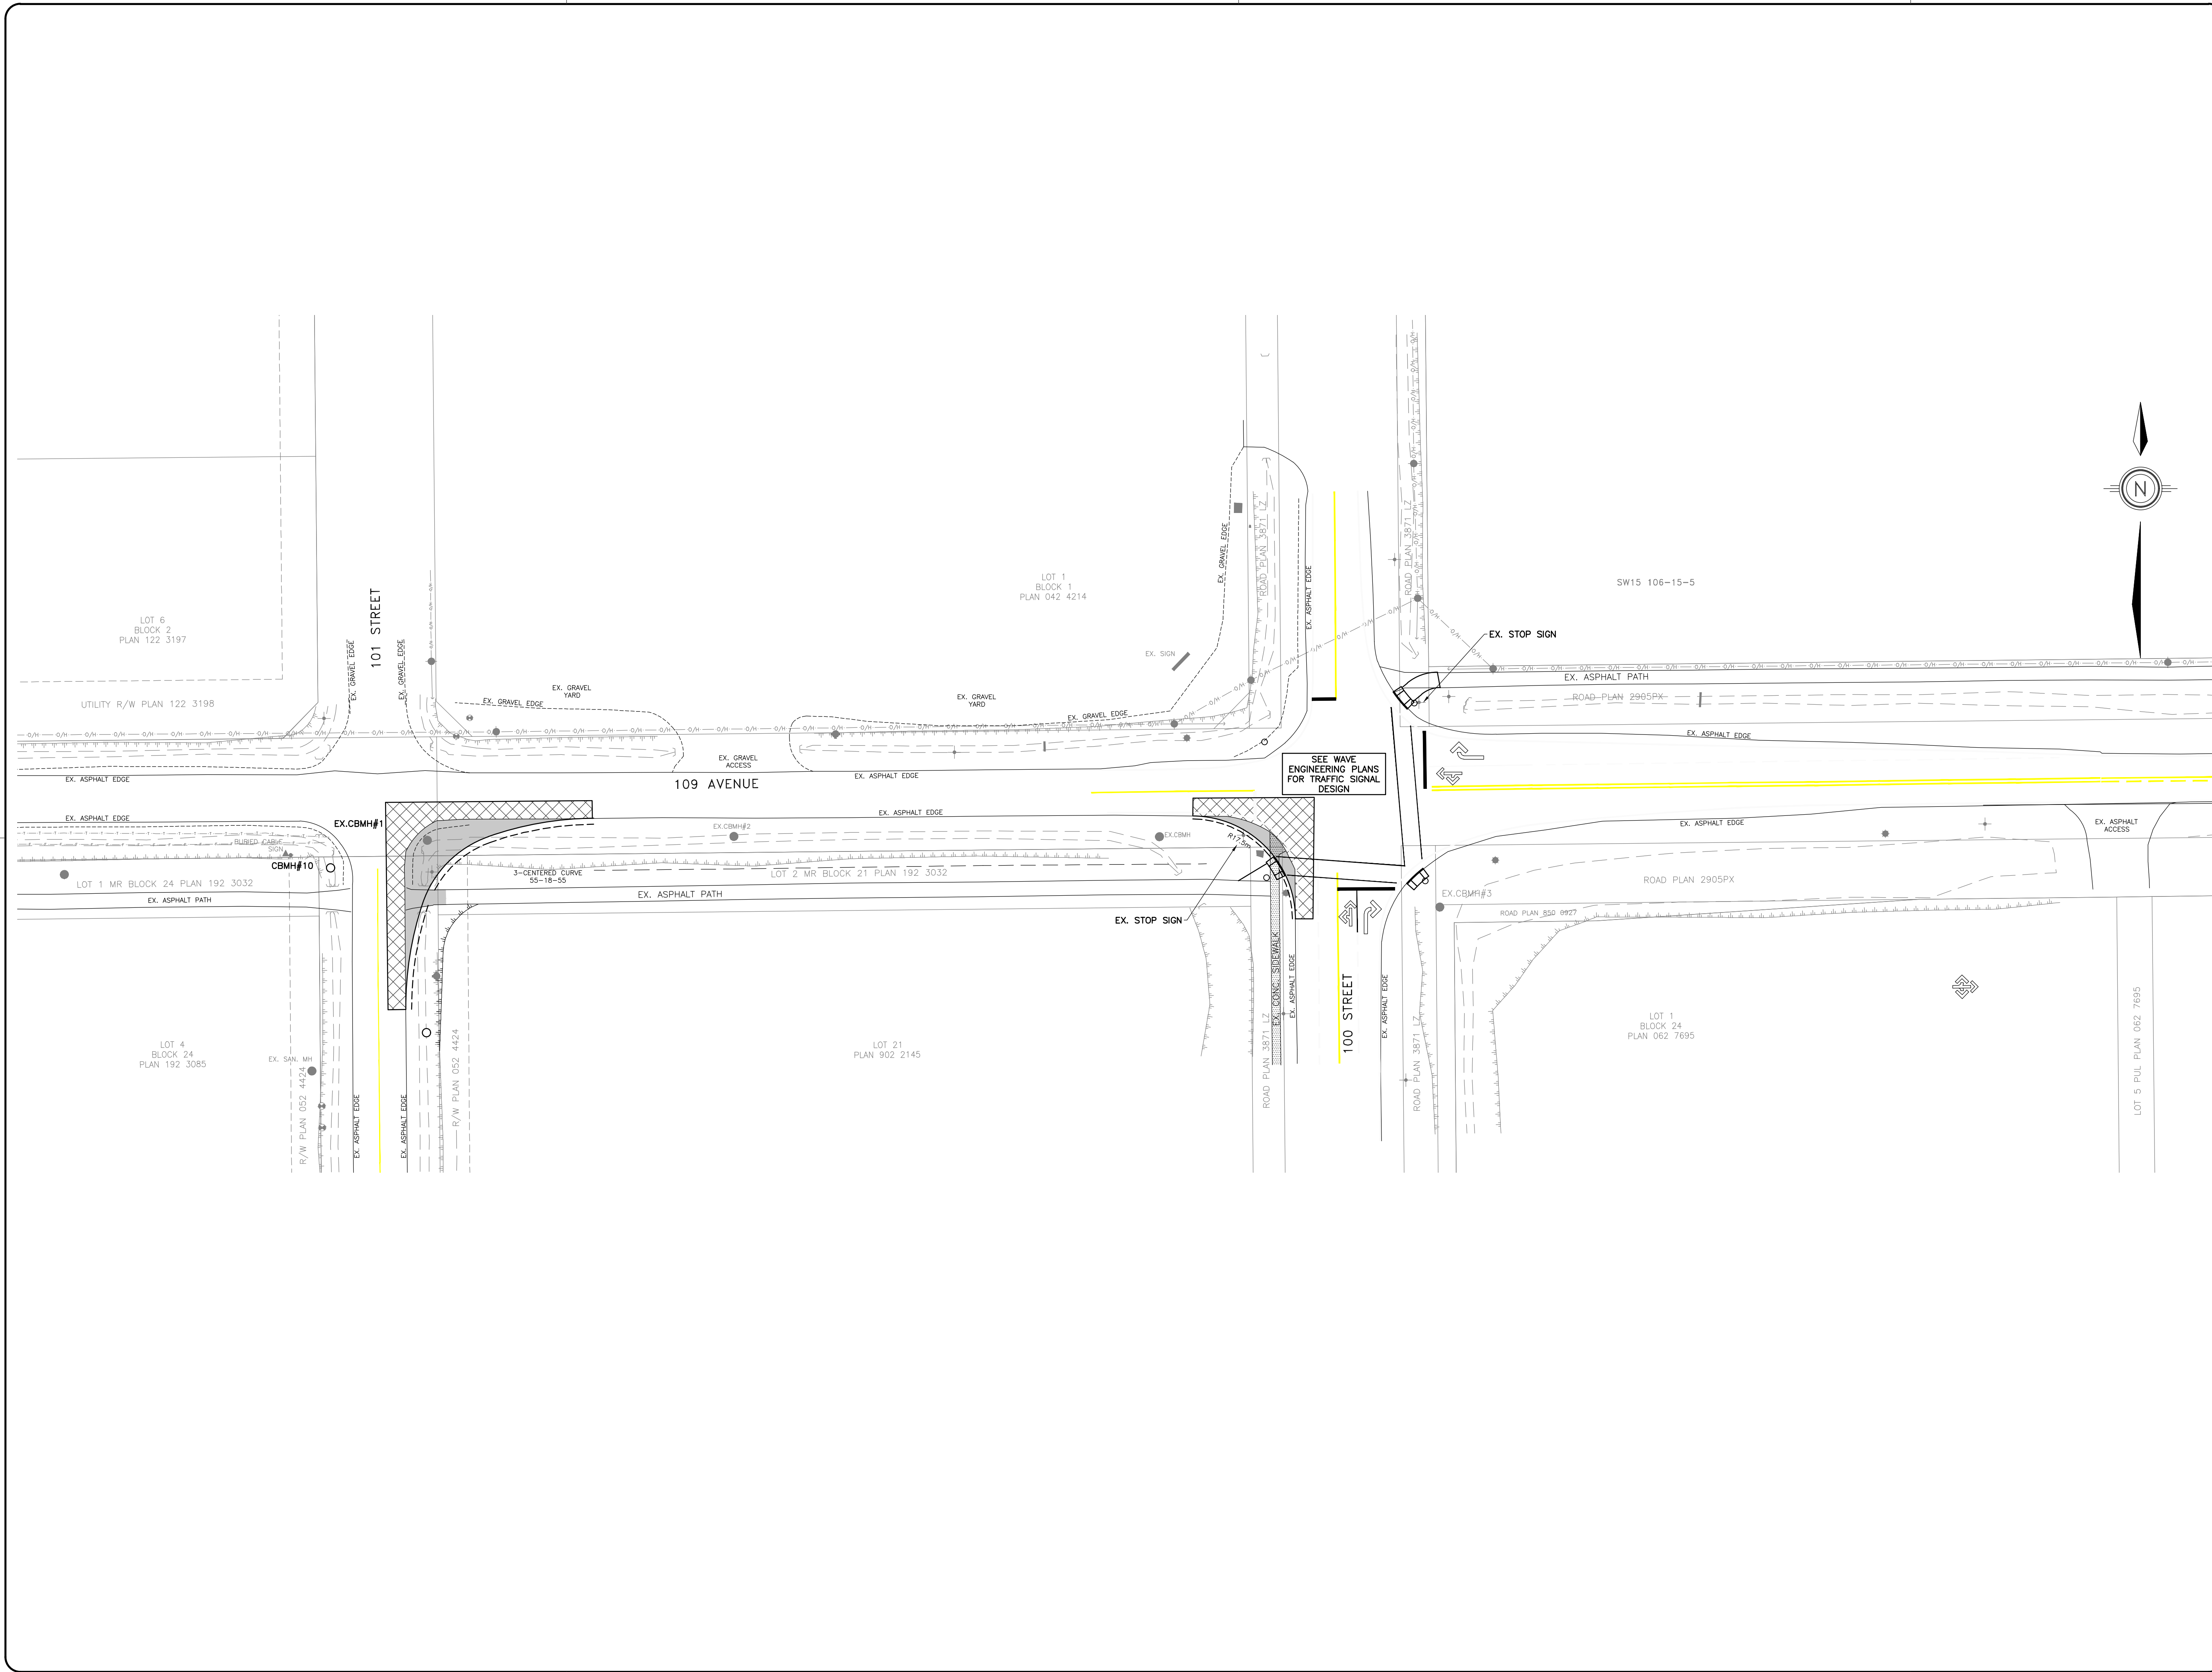 N
LOT 1
BLOCK 1
PLAN 042 4214
SW15 106-15-5
LOT 6
BLOCK 2
PLAN 122 3197
101 STREET
EX. GRAVEL EDGE
EX. GRAVEL EDGE
EX. GRAVEL EDGE
ROAD PLAN 3871 LZ
EX. ASPHALT EDGE
ROAD PLAN 3871 LZ
EX. STOP SIGN
EX. SIGN
EX. ASPHALT PATH
ROAD PLAN 2905PX
UTILITY R/W PLAN 122 3198
EX. GRAVEL
YARD
EX. GRAVEL EDGE
EX. GRAVEL
YARD
EX. GRAVEL EDGE
EX. ASPHALT EDGE
EX. GRAVEL
ACCESS
EX. ASPHALT EDGE
109 AVENUE
EX. ASPHALT EDGE
SEE WAVE
ENGINEERING PLANS
FOR TRAFFIC SIGNAL
DESIGN
EX. ASPHALT EDGE
EX.CBMH#1
EX.CBMH#2
EX. ASPHALT EDGE
EX.CBMH
R17.5m
EX. ASPHALT EDGE
EX. ASPHALT
ACCESS
BURIED CABLE
SIGN
CBMH#10
LOT 1 MR BLOCK 24 PLAN 192 3032
3-CENTERED CURVE
55-18-55
LOT 2 MR BLOCK 21 PLAN 192 3032
ROAD PLAN 2905PX
EX. ASPHALT PATH
EX. ASPHALT PATH
EX.CBMH#3
ROAD PLAN 850 0927
EX. STOP SIGN
EX. CONC. SIDEWALK
EX. ASPHALT EDGE
100 STREET
EX. ASPHALT EDGE
LOT 4
BLOCK 24
PLAN 192 3085
EX. SAN. MH
R/W PLAN 052 4424
EX. ASPHALT EDGE
EX. ASPHALT EDGE
R/W PLAN 052 4424
LOT 21
PLAN 902 2145
ROAD PLAN 3871 LZ
ROAD PLAN 3871 LZ
LOT 1
BLOCK 24
PLAN 062 7695
LOT 5 PUL PLAN 062 7695